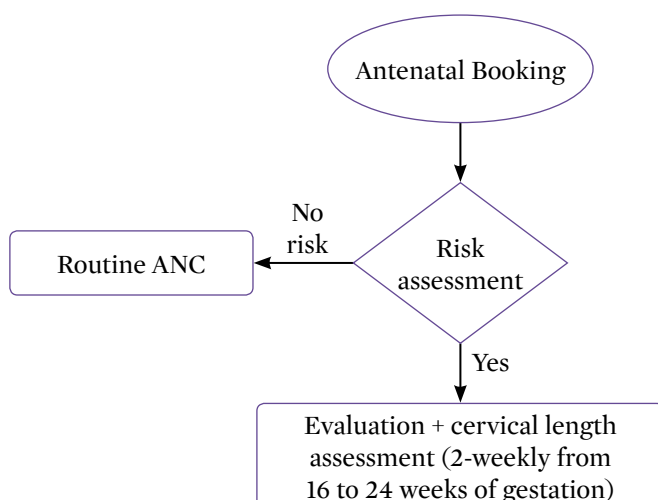 Antenatal Booking
No
risk
Routine ANC
Risk
assessment
Yes
Evaluation + cervical length
assessment (2-weekly from
16 to 24 weeks of gestation)